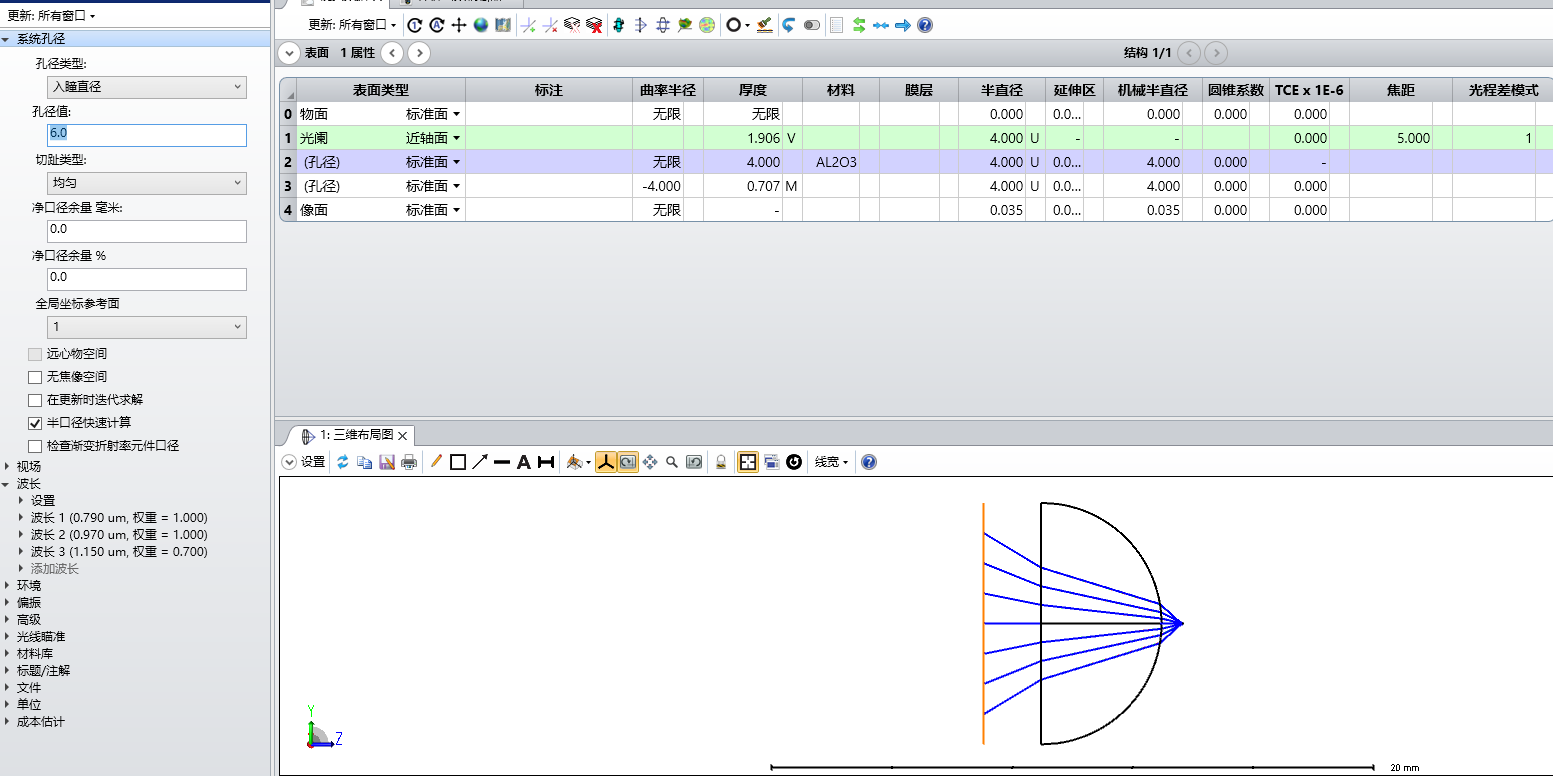 更新: 所有窗口
系统孔径
孔径类型:
入瞳直径
孔径值:
6.0
切趾类型:
均匀
净口径余量 毫米:
0.0
净口径余量 %
0.0
全局坐标参考面
1
远心物空间
无焦像空间
在更新时迭代求解
半口径快速计算
检查渐变折射率元件口径
视场
波长
设置
波长 1 (0.790 um, 权重 = 1.000)
波长 2 (0.970 um, 权重 = 1.000)
波长 3 (1.150 um, 权重 = 0.700)
添加波长
环境
偏振
高级
光线瞄准
材料库
标题/注解
文件
单位
成本估计
更新: 所有窗口
表面 1 属性 结构 1/1
表面类型 标注 曲率半径 厚度 材料 膜层 半直径 延伸区 机械半直径 圆锥系数 TCE x 1E-6 焦距 光程差模式
0 物面 标准面 无限 无限 0.000 0.0... 0.000 0.000 0.000
1 光阑 近轴面 1.906 V 4.000 U - - 0.000 5.000 1
2 (孔径) 标准面 无限 4.000 AL2O3 4.000 U 0.0... 4.000 0.000 -
3 (孔径) 标准面 -4.000 0.707 M 4.000 U 0.0... 4.000 0.000 0.000
4 像面 标准面 无限 - 0.035 0.0... 0.035 0.000 0.000
1: 三维布局图
设置 A 线宽
Y
Z
20 mm